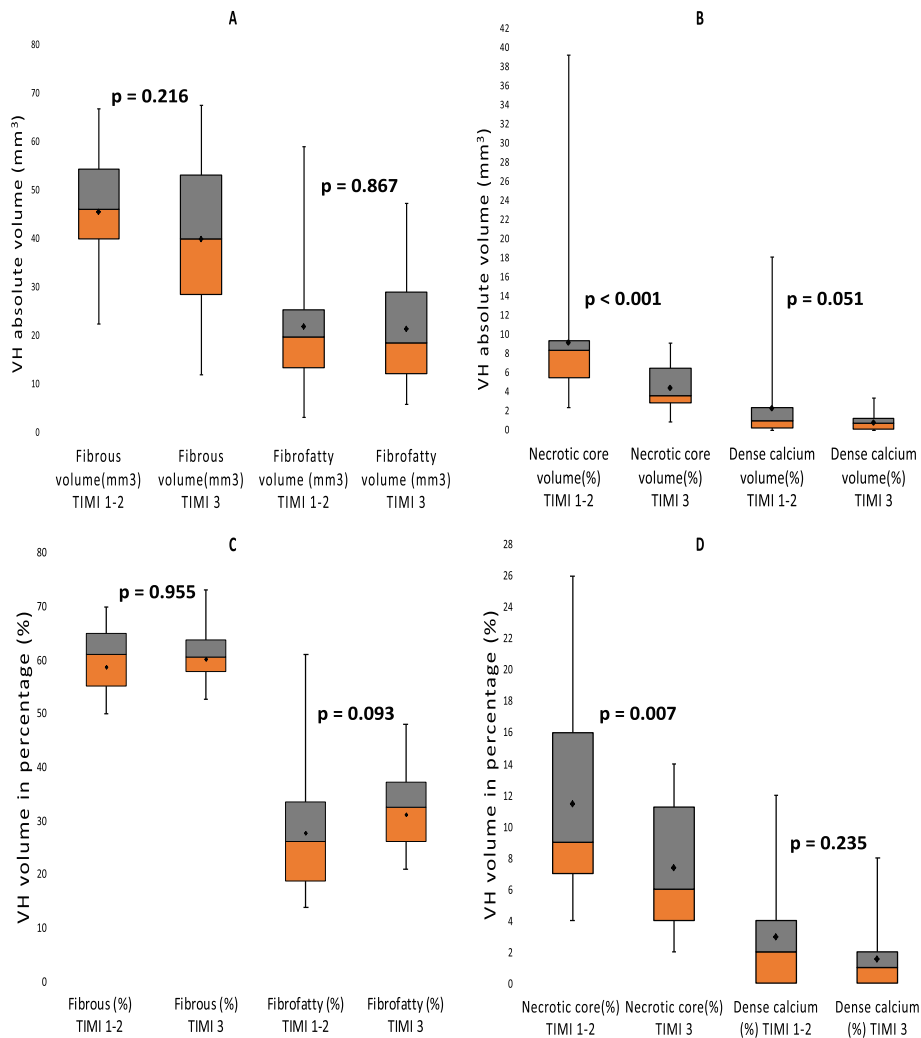 A
VH absolute volume (mm³)
80
70
60
50
40
30
20
10
0
p = 0.216
p = 0.867
Fibrous volume(mm3) TIMI 1-2
Fibrous volume(mm3) TIMI 3
Fibrofatty volume (mm3) TIMI 1-2
Fibrofatty volume (mm3) TIMI 3
B
VH absolute volume (mm³)
42
40
38
36
34
32
30
28
26
24
22
20
18
16
14
12
10
8
6
4
2
0
p < 0.001
p = 0.051
Necrotic core volume(%) TIMI 1-2
Necrotic core volume(%) TIMI 3
Dense calcium volume(%) TIMI 1-2
Dense calcium volume(%) TIMI 3
C
VH volume in percentage (%)
80
70
60
50
40
30
20
10
0
p = 0.955
p = 0.093
Fibrous (%) TIMI 1-2
Fibrous (%) TIMI 3
Fibrofatty (%) TIMI 1-2
Fibrofatty (%) TIMI 3
D
VH volume in percentage (%)
28
26
24
22
20
18
16
14
12
10
8
6
4
2
0
p = 0.007
p = 0.235
Necrotic core(%) TIMI 1-2
Necrotic core(%) TIMI 3
Dense calcium (%) TIMI 1-2
Dense calcium (%) TIMI 3